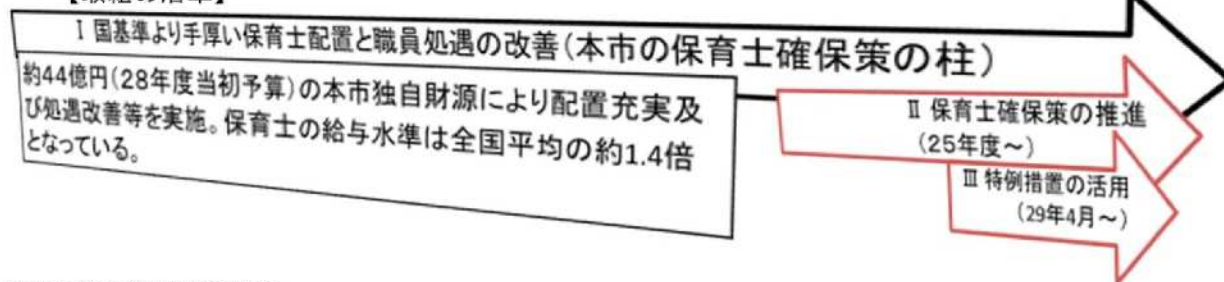 Ⅰ 国基準より手厚い保育士配置と職員処遇の改善(本市の保育士確保策の柱)
約44億円(28年度当初予算)の本市独自財源により配置充実及
び処遇改善等を実施。保育士の給与水準は全国平均の約1.4倍
となっている。
Ⅱ 保育士確保策の推進
(25年度～)
Ⅲ 特例措置の活用
(29年4月～)